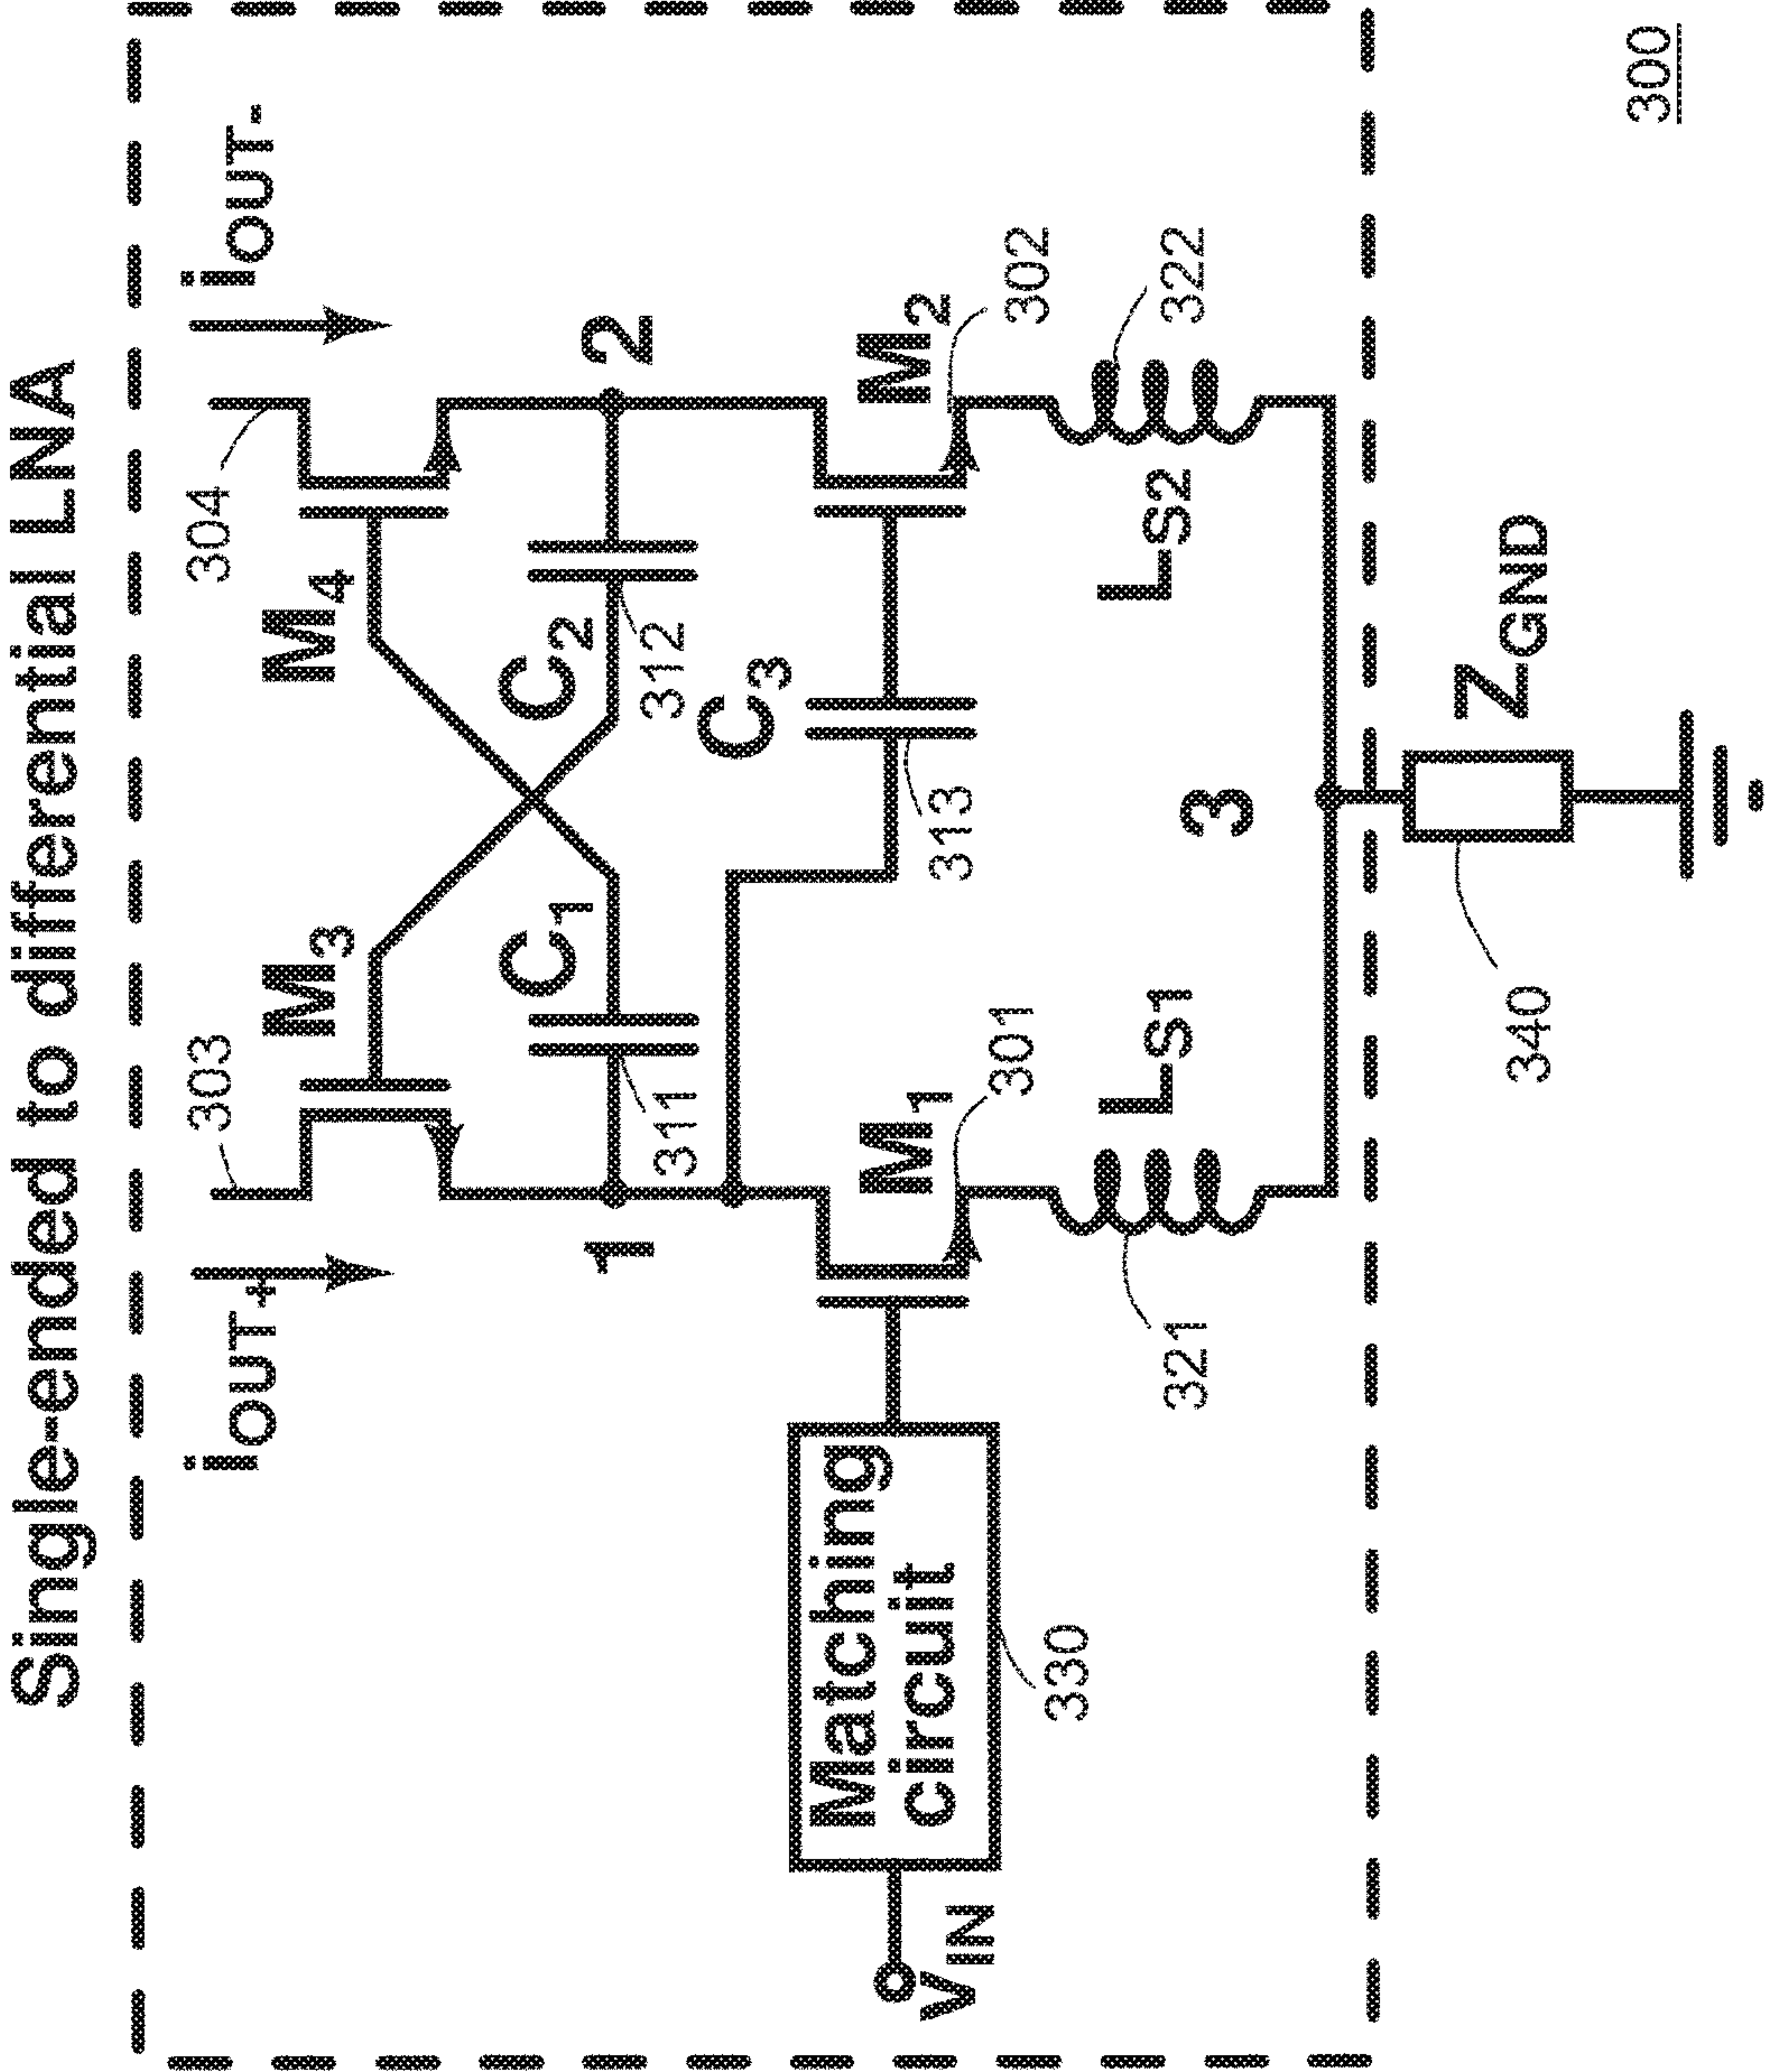 Single-ended to differential LNA
iOUT+
iOUT-
303
304
M3
M4
1
C1
C2
2
311
312
C3
M1
M2
313
301
302
VIN
Matching
circuit
330
LS1
LS2
321
322
3
340
ZGND
300